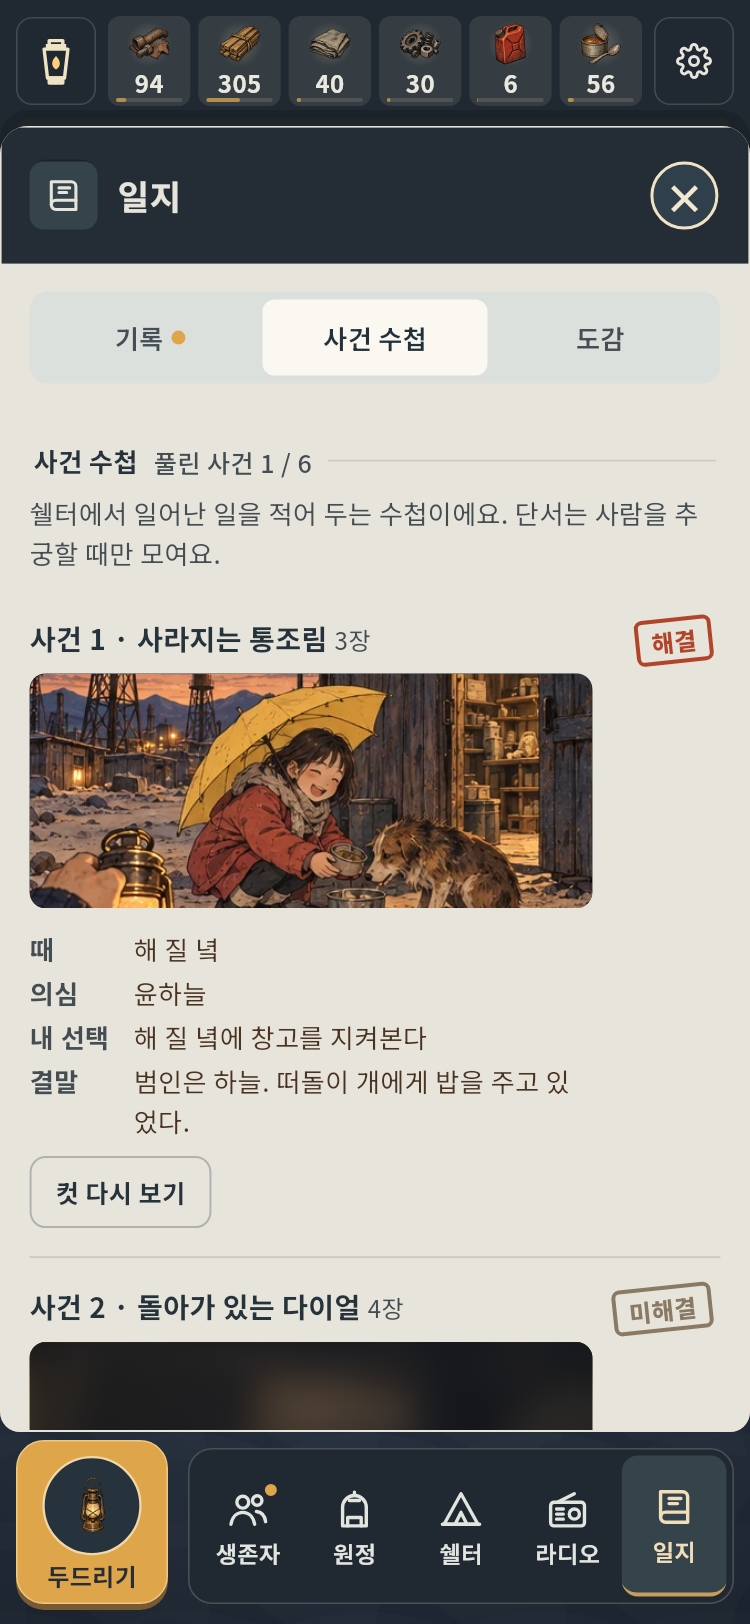 94
305
40
30
6
56
일지
기록
사건 수첩
도감
사건 수첩 풀린 사건 1 / 6
쉘터에서 일어난 일을 적어 두는 수첩이에요. 단서는 사람을 추
궁할 때만 모여요.
사건 1 · 사라지는 통조림 3장
해결
때 해 질 녘
의심 윤하늘
내 선택 해 질 녘에 창고를 지켜본다
결말 범인은 하늘. 떠돌이 개에게 밥을 주고 있
었다.
컷 다시 보기
사건 2 · 돌아가 있는 다이얼 4장
미해결
두드리기
생존자
원정
쉘터
라디오
일지